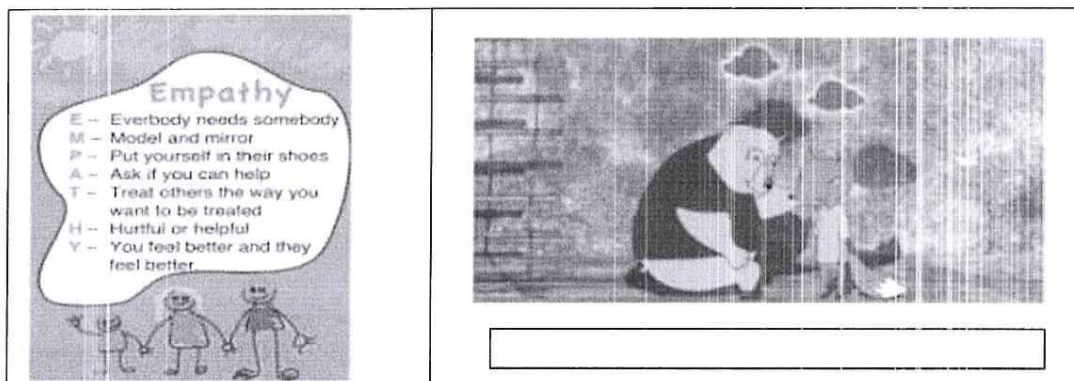 Empathy
E – Everbody needs somebody
M – Model and mirror
P – Put yourself in their shoes
A – Ask if you can help
T – Treat others the way you
want to be treated
H – Hurtful or helpful
Y – You feel better and they
feel better.